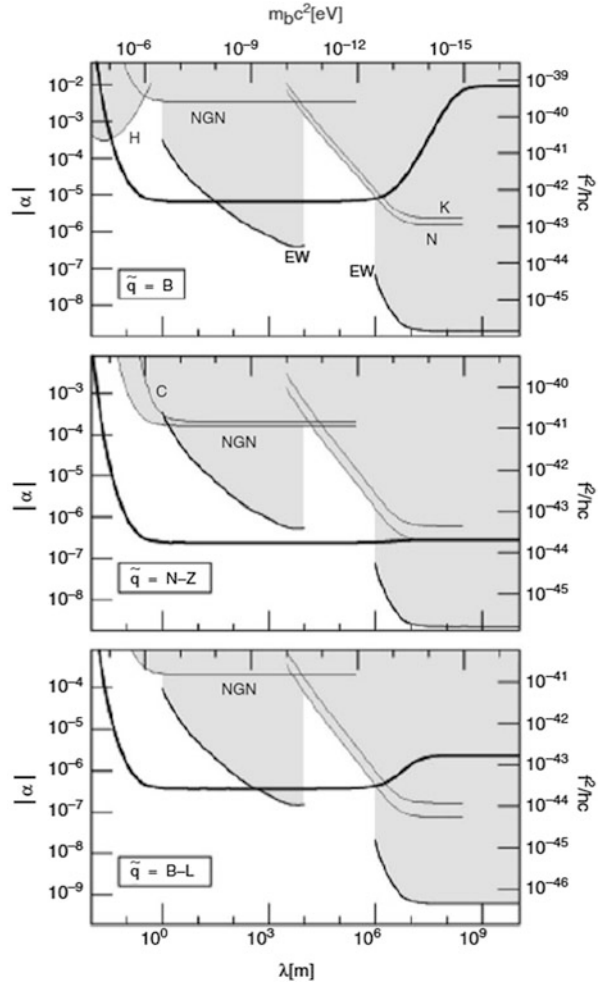 m_b c²[eV]
10⁻⁶ 10⁻⁹ 10⁻¹² 10⁻¹⁵
10⁻² 10⁻³ 10⁻⁴ 10⁻⁵ 10⁻⁶ 10⁻⁷ 10⁻⁸
|α|
H
NGN
EW
EW
K
N
q̃ = B
10⁻³⁹ 10⁻⁴⁰ 10⁻⁴¹ 10⁻⁴² 10⁻⁴³ 10⁻⁴⁴ 10⁻⁴⁵
f²/hc
10⁻³ 10⁻⁴ 10⁻⁵ 10⁻⁶ 10⁻⁷ 10⁻⁸
|α|
C
NGN
q̃ = N–Z
10⁻⁴⁰ 10⁻⁴¹ 10⁻⁴² 10⁻⁴³ 10⁻⁴⁴ 10⁻⁴⁵
f²/hc
10⁻⁴ 10⁻⁵ 10⁻⁶ 10⁻⁷ 10⁻⁸ 10⁻⁹
|α|
NGN
q̃ = B–L
10⁻⁴¹ 10⁻⁴² 10⁻⁴³ 10⁻⁴⁴ 10⁻⁴⁵ 10⁻⁴⁶
f²/hc
10⁰ 10³ 10⁶ 10⁹
λ[m]